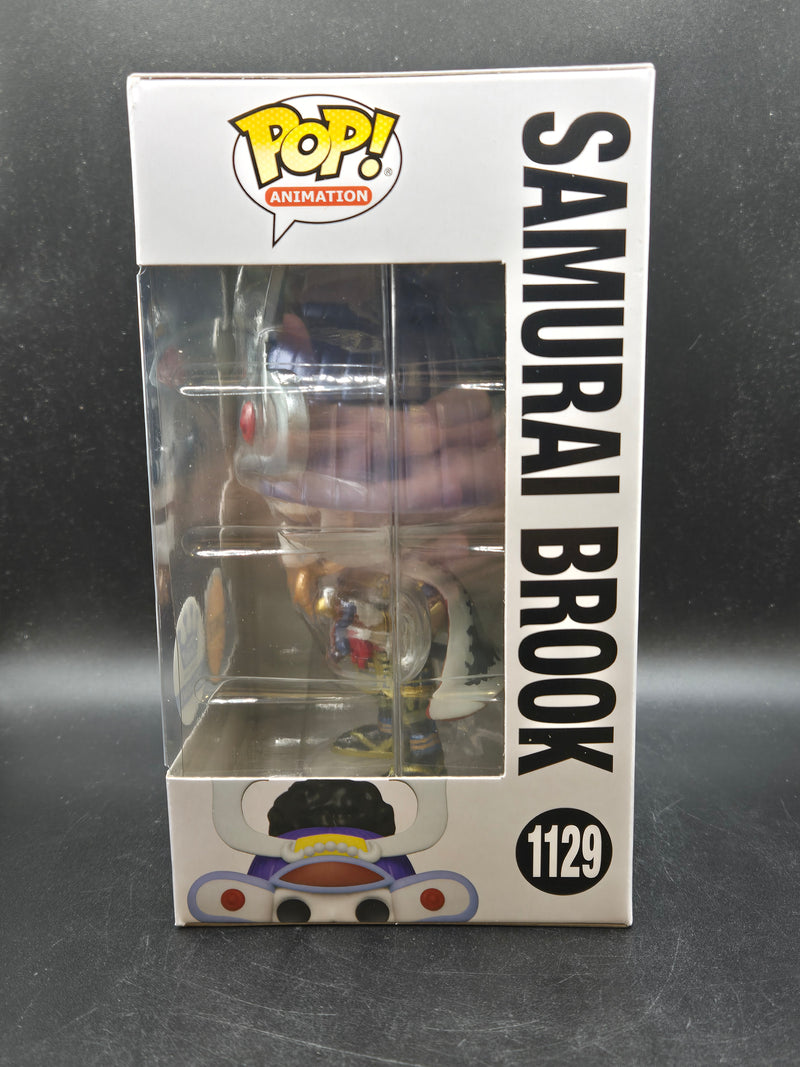 POP!
®
ANIMATION
SAMURAI BROOK
1129